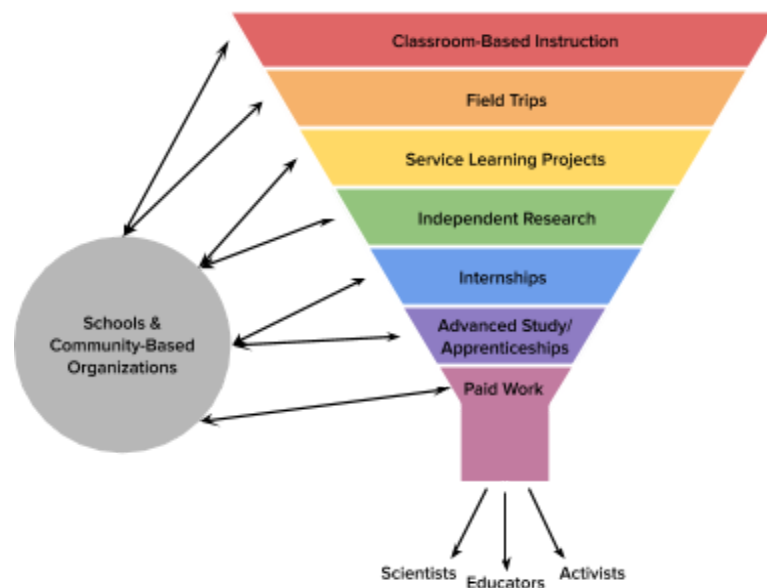 Classroom-Based Instruction
Field Trips
Service Learning Projects
Independent Research
Internships
Advanced Study/
Apprenticeships
Paid Work
Schools &
Community-Based
Organizations
Scientists
Educators
Activists